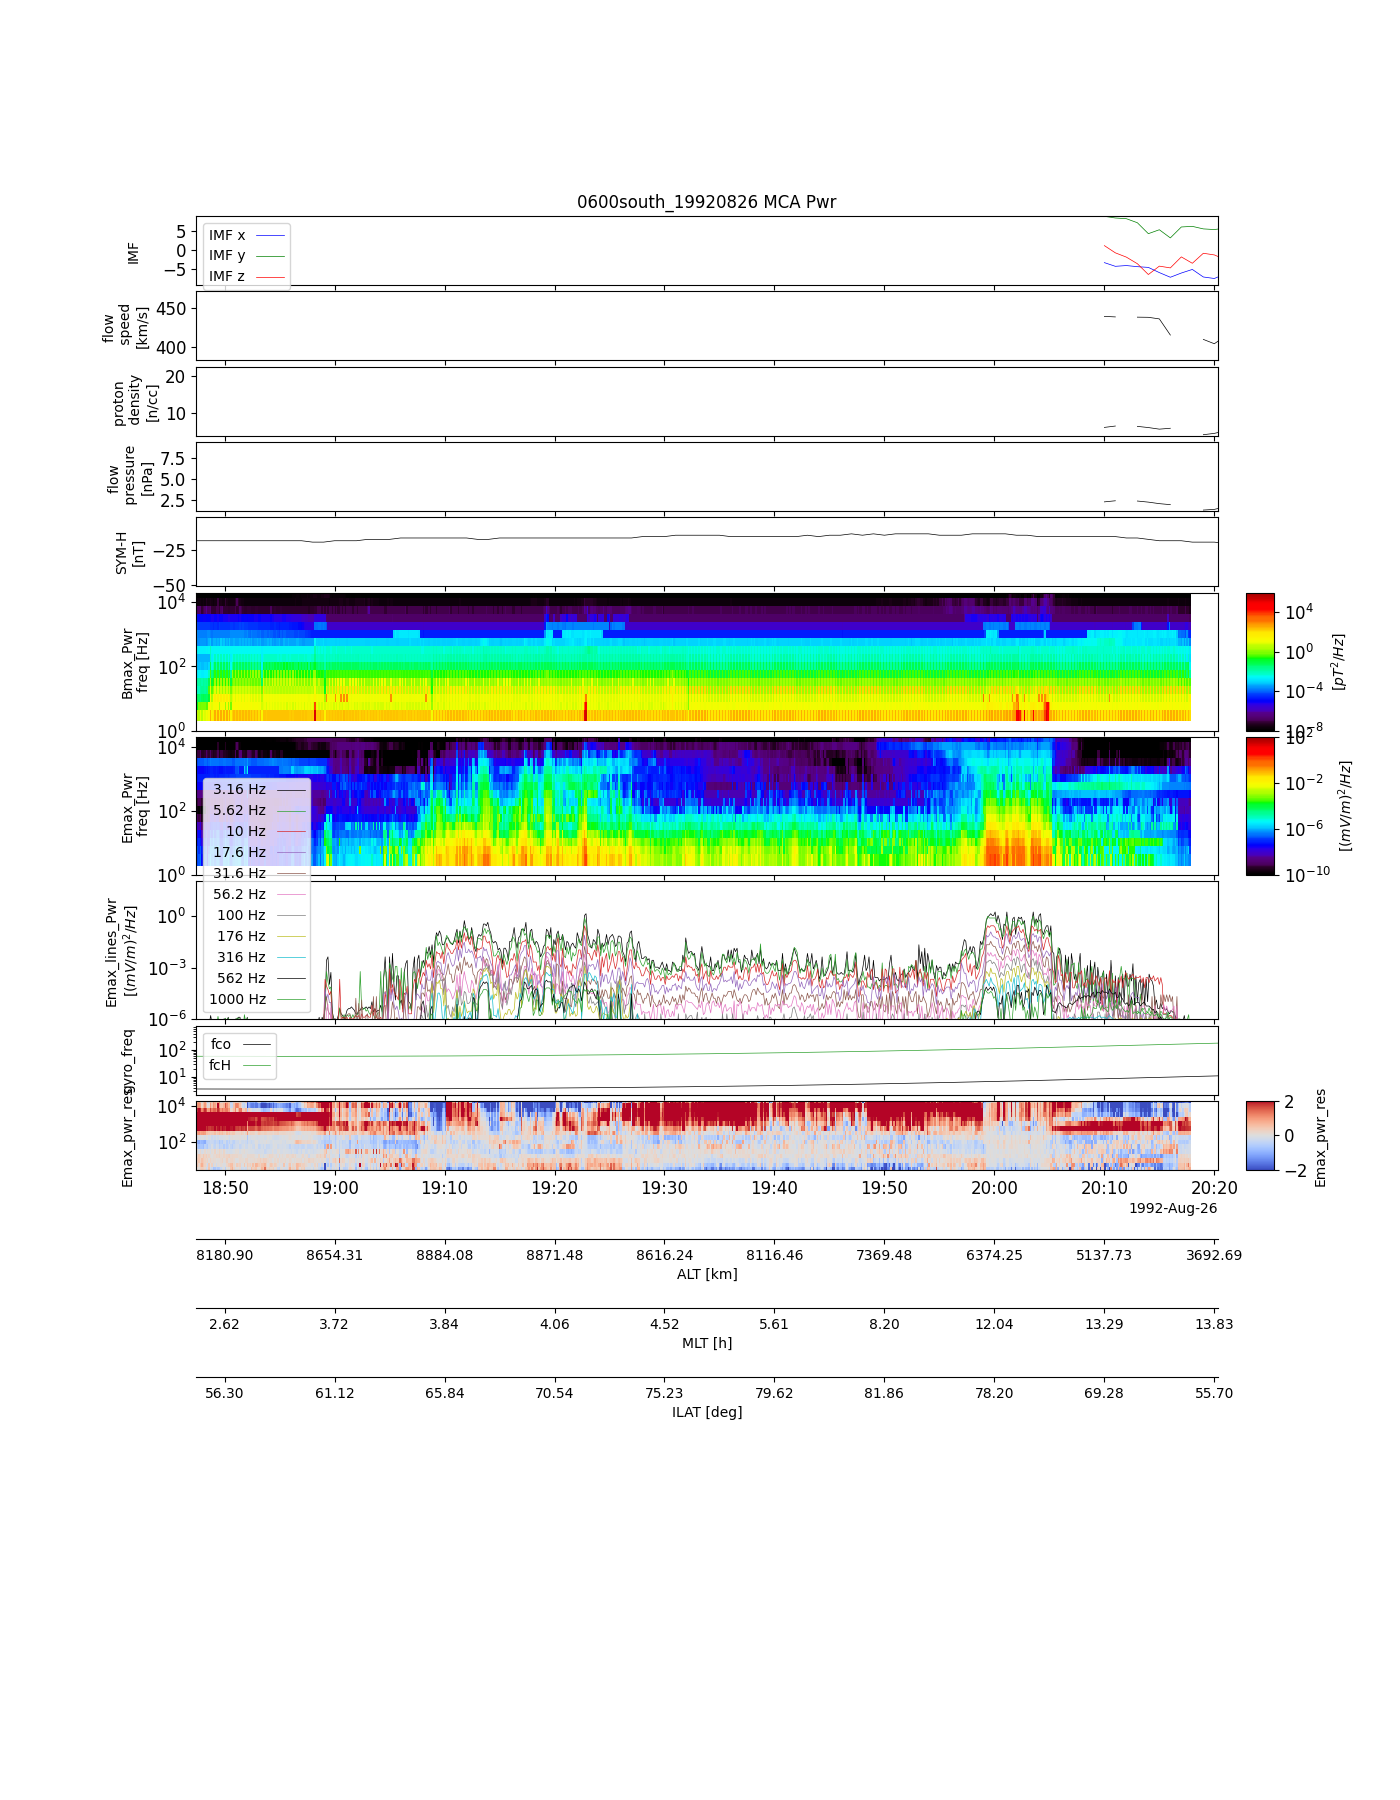 0600south_19920826 MCA Pwr
IMF
5
0
−5
IMF x
IMF y
IMF z
flow
speed
[km/s]
450
400
proton
density
[n/cc]
20
10
flow
pressure
[nPa]
7.5
5.0
2.5
SYM-H
[nT]
−25
−50
Bmax_Pwr
freq [Hz]
10^4
10^2
10^0
10^4
10^0
10^−4
10^−8
[pT^2/Hz]
Emax_Pwr
freq [Hz]
10^4
10^2
10^0
10^2
10^−2
10^−6
10^−10
[(mV/m)^2/Hz]
3.16 Hz
5.62 Hz
10 Hz
17.6 Hz
31.6 Hz
56.2 Hz
100 Hz
176 Hz
316 Hz
562 Hz
1000 Hz
Emax_lines_Pwr
[(mV/m)^2/Hz]
10^0
10^−3
10^−6
gyro_freq
10^2
10^1
fco
fcH
Emax_pwr_res
10^4
10^2
2
0
−2
Emax_pwr_res
18:50 19:00 19:10 19:20 19:30 19:40 19:50 20:00 20:10 20:20
1992-Aug-26
8180.90 8654.31 8884.08 8871.48 8616.24 8116.46 7369.48 6374.25 5137.73 3692.69
ALT [km]
2.62 3.72 3.84 4.06 4.52 5.61 8.20 12.04 13.29 13.83
MLT [h]
56.30 61.12 65.84 70.54 75.23 79.62 81.86 78.20 69.28 55.70
ILAT [deg]